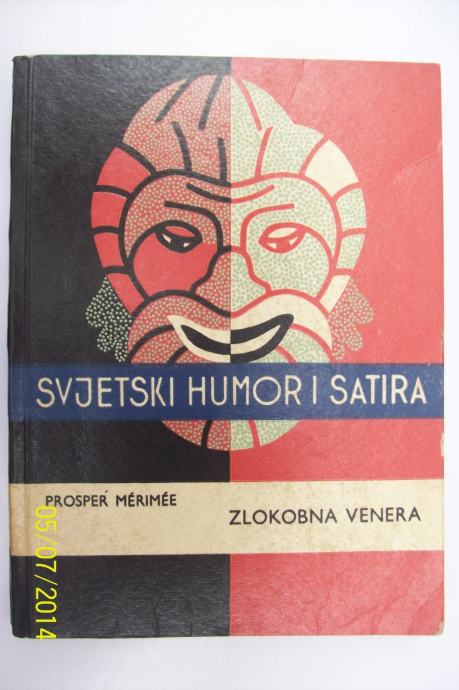 SVJETSKI HUMOR I SATIRA
PROSPER MÉRIMÉE
ZLOKOBNA VENERA
05/07/2014